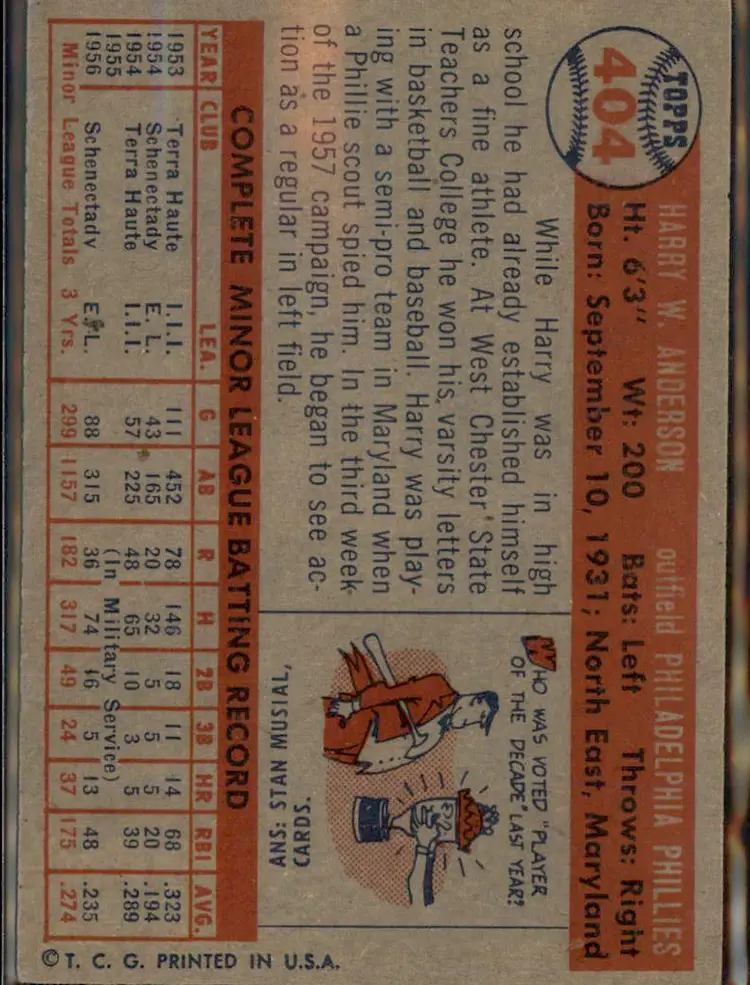 TOPPS
404
HARRY W. ANDERSON outfield PHILADELPHIA PHILLIES
Ht. 6'3" Wt: 200 Bats: Left Throws: Right
Born: September 10, 1931; North East, Maryland
While Harry was in high
school he had already established himself
as a fine athlete. At West Chester State
Teachers College he won his varsity letters
in basketball and baseball. Harry was play-
ing with a semi-pro team in Maryland when
a Phillie scout spied him. In the third week
of the 1957 campaign, he began to see ac-
tion as a regular in left field.
WHO WAS VOTED "PLAYER
OF THE DECADE" LAST YEAR?
ANS: STAN MUSIAL,
CARDS.
COMPLETE MINOR LEAGUE BATTING RECORD
YEAR CLUB LEA. G AB R H 2B 3B HR RBI AVG.
1953 Terra Haute I.I.I. 111 452 78 146 18 11 14 68 .323
1954 Schenectady E. L. 43 165 20 32 5 5 5 20 .194
1954 Terra Haute I.I.I. 57 225 48 65 10 3 5 39 .289
1955 (In Military Service)
1956 Schenectady E. L. 88 315 36 74 16 5 13 48 .235
Minor League Totals 3 Yrs. 299 1157 182 317 49 24 37 175 .274
© T. C. G. PRINTED IN U.S.A.